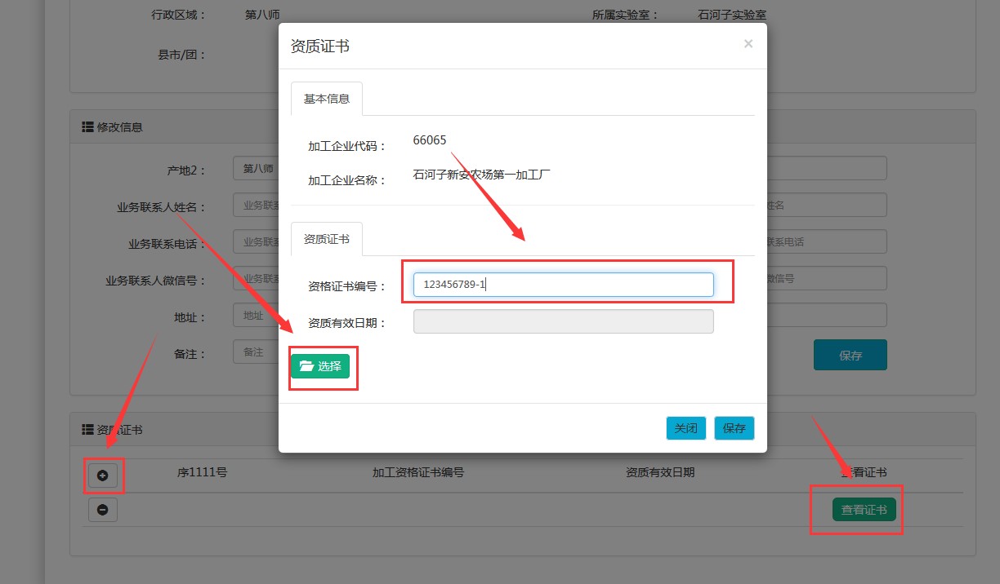 行政区域： 第八师 所属实验室： 石河子实验室
县市/团：
资质证书 ×
基本信息
加工企业代码： 66065
加工企业名称： 石河子新安农场第一加工厂
修改信息
产地2： 第八师
业务联系人姓名： 业务联系 姓名
业务联系电话： 业务联系 联系电话
业务联系人微信号： 业务联系 微信号
地址： 地址
备注： 备注
保存
资质证书
资格证书编号： 123456789-1
资质有效日期：
选择
关闭 保存
资质证书
序1111号 加工资格证书编号 资质有效日期 查看证书
查看证书